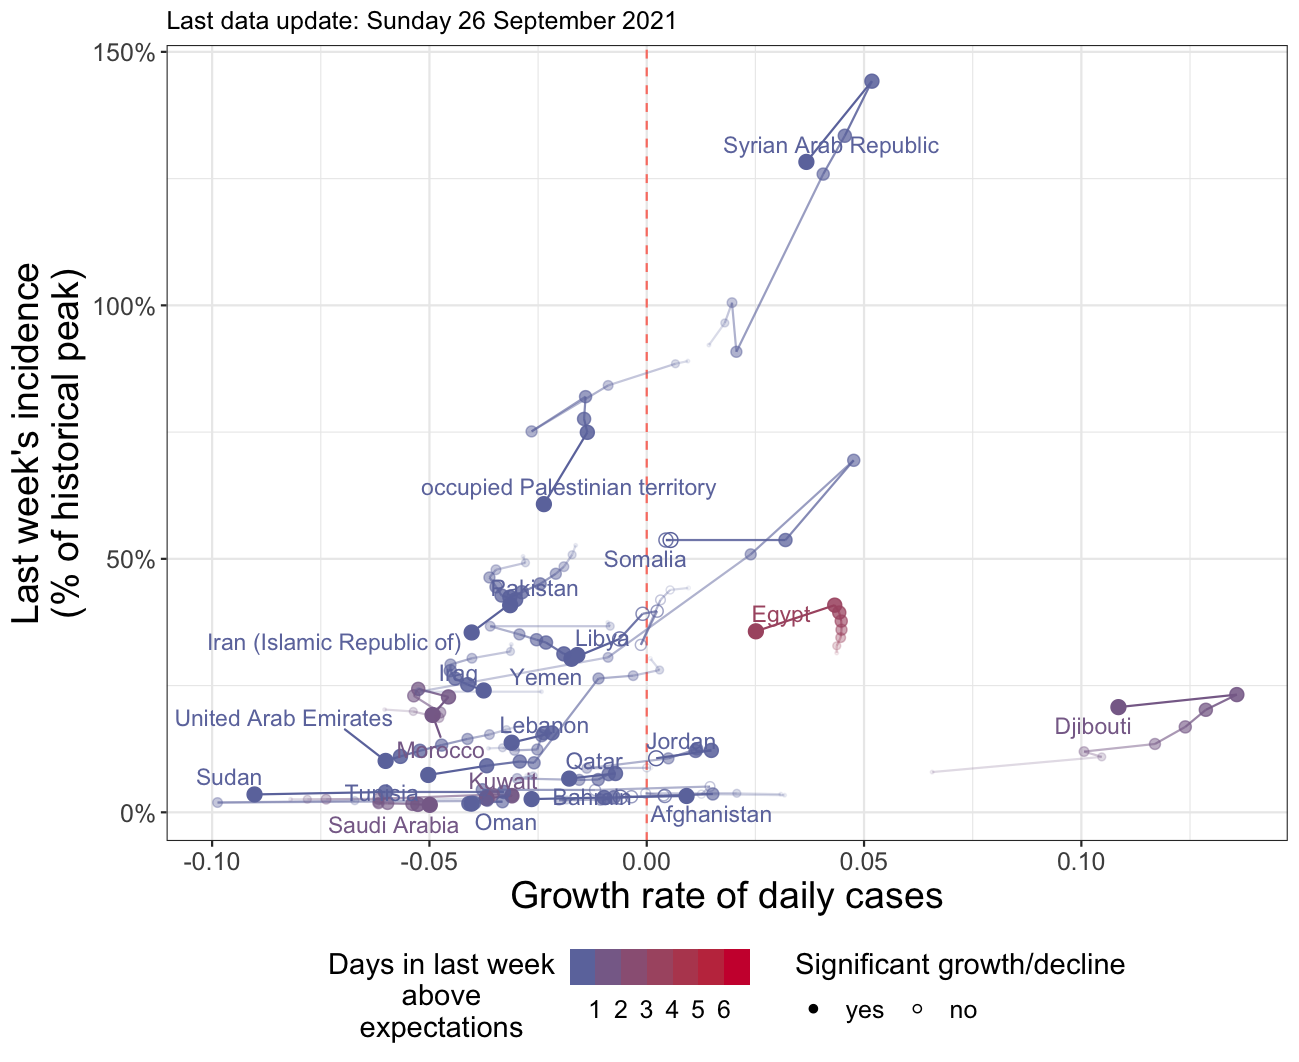 Last data update: Sunday 26 September 2021
150%
100%
50%
0%
Last week's incidence
(% of historical peak)
Syrian Arab Republic
occupied Palestinian territory
Somalia
Pakistan
Egypt
Iran (Islamic Republic of)
Libya
Iraq
Yemen
United Arab Emirates
Lebanon
Djibouti
Morocco
Jordan
Qatar
Sudan
Kuwait
Tunisia
Bahrain
Saudi Arabia
Oman
Afghanistan
-0.10
-0.05
0.00
0.05
0.10
Growth rate of daily cases
Days in last week
above
expectations
1 2 3 4 5 6
Significant growth/decline
yes
no